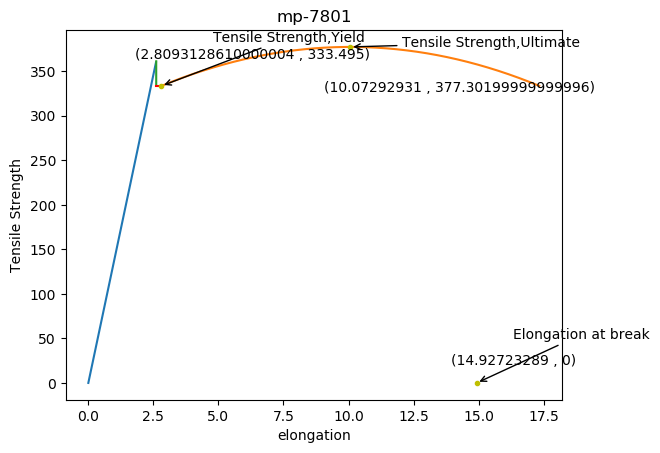 mp-7801
Tensile Strength,Yield
Tensile Strength,Ultimate
(2.8093128610000004 , 333.495)
(10.07292931 , 377.30199999999996)
350
300
250
200
150
100
50
0
Tensile Strength
Elongation at break
(14.92723289 , 0)
0.0
2.5
5.0
7.5
10.0
12.5
15.0
17.5
elongation